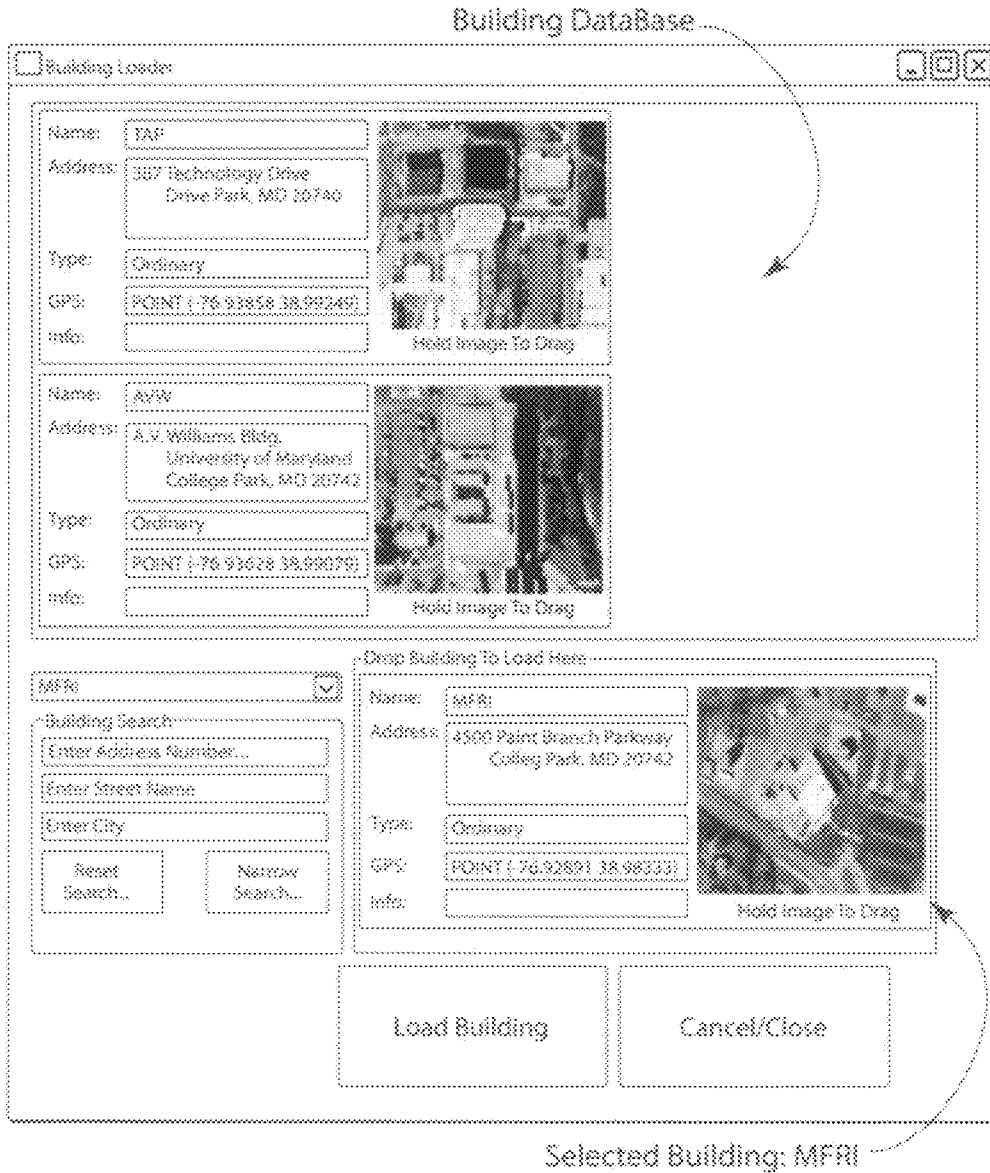 Building DataBase
Building Loader
Name: TAP
Address: 387 Technology Drive
Drive Park, MD 20740
Type: Ordinary
GPS: POINT (-76.93858 38.99249)
Info:
Hold Image To Drag
Name: AVW
Address: A.V. Williams Bldg.
University of Maryland
College Park, MD 20742
Type: Ordinary
GPS: POINT (-76.93628 38.99079)
Info:
Hold Image To Drag
MFRI
Building Search
Enter Address Number...
Enter Street Name
Enter City
Reset
Search...
Narrow
Search...
Drop Building To Load Here
Name: MFRI
Address: 4500 Paint Branch Parkway
Colleg Park, MD 20742
Type: Ordinary
GPS: POINT (-76.92891 38.98333)
Info:
Hold Image To Drag
Load Building
Cancel/Close
Selected Building: MFRI